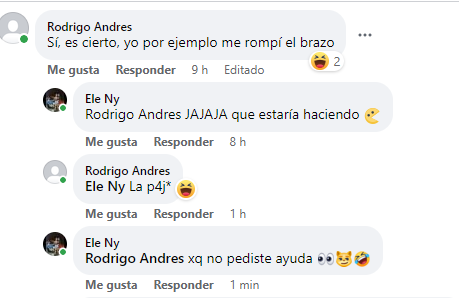 Rodrigo Andres
Sí, es cierto, yo por ejemplo me rompí el brazo
2
Me gusta Responder 9 h Editado
Ele Ny
Rodrigo Andres JAJAJA que estaría haciendo
Me gusta Responder 8 h
Rodrigo Andres
Ele Ny La p4j*😆
Me gusta Responder 1 h
Ele Ny
Rodrigo Andres xq no pediste ayuda 👀😼🤣
Me gusta Responder 1 min